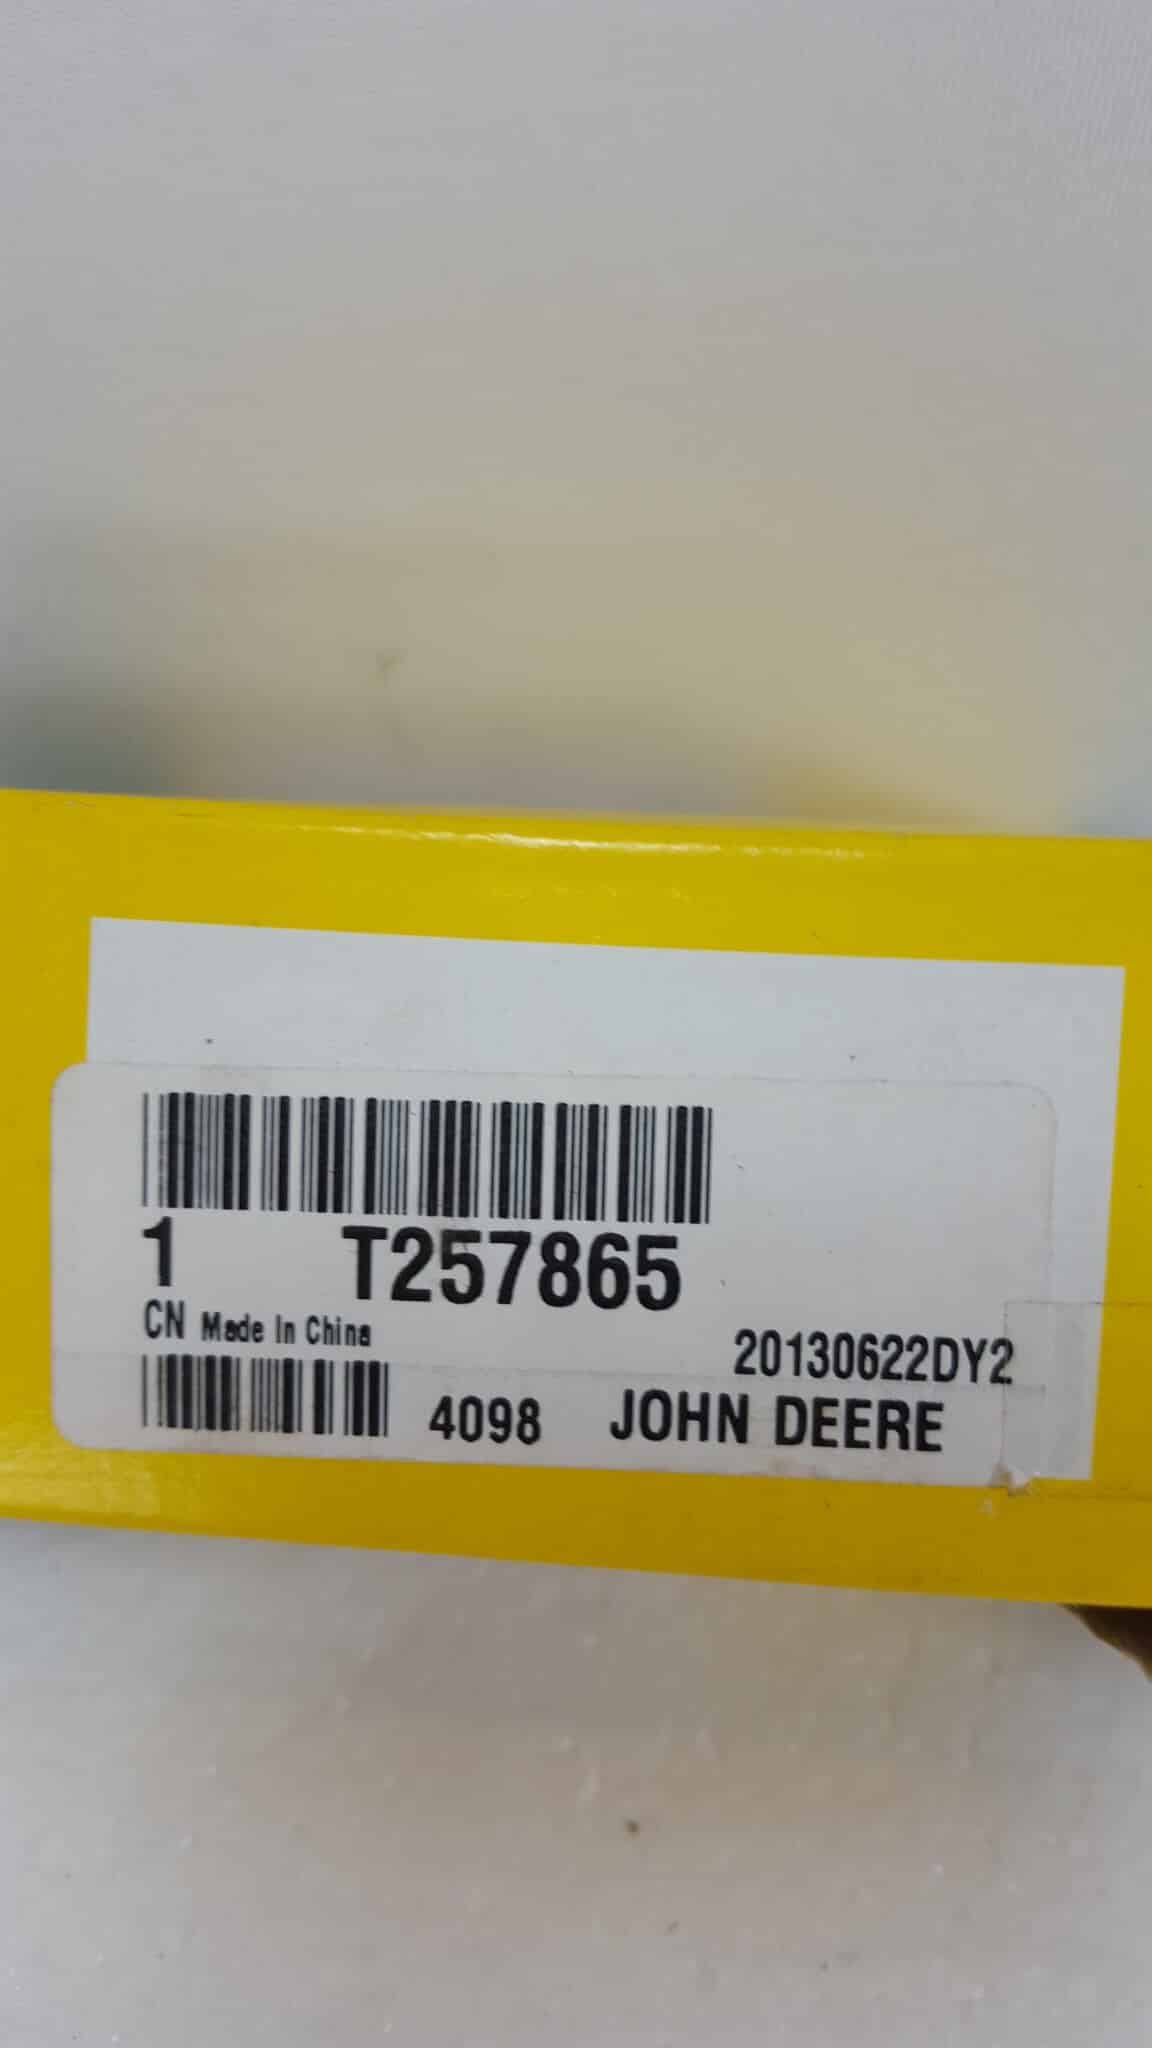 1 T257865
CN Made In China
20130622DY2
4098 JOHN DEERE